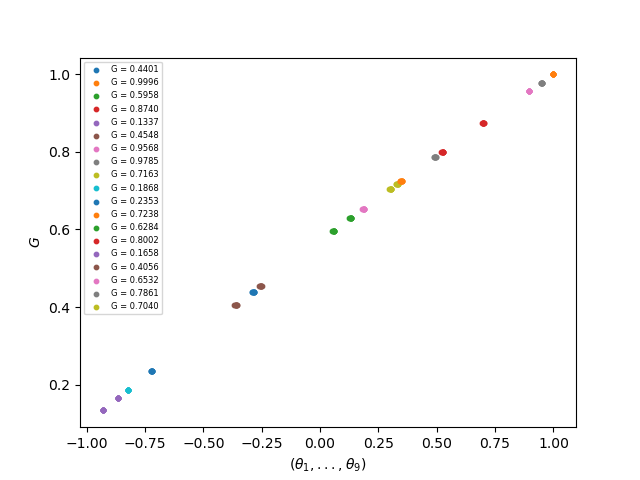 G = 0.4401
G = 0.9996
G = 0.5958
G = 0.8740
G = 0.1337
G = 0.4548
G = 0.9568
G = 0.9785
G = 0.7163
G = 0.1868
G = 0.2353
G = 0.7238
G = 0.6284
G = 0.8002
G = 0.1658
G = 0.4056
G = 0.6532
G = 0.7861
G = 0.7040
1.0
0.8
0.6
0.4
0.2
G
−1.00 −0.75 −0.50 −0.25 0.00 0.25 0.50 0.75 1.00
(θ₁, . . . , θ₉)